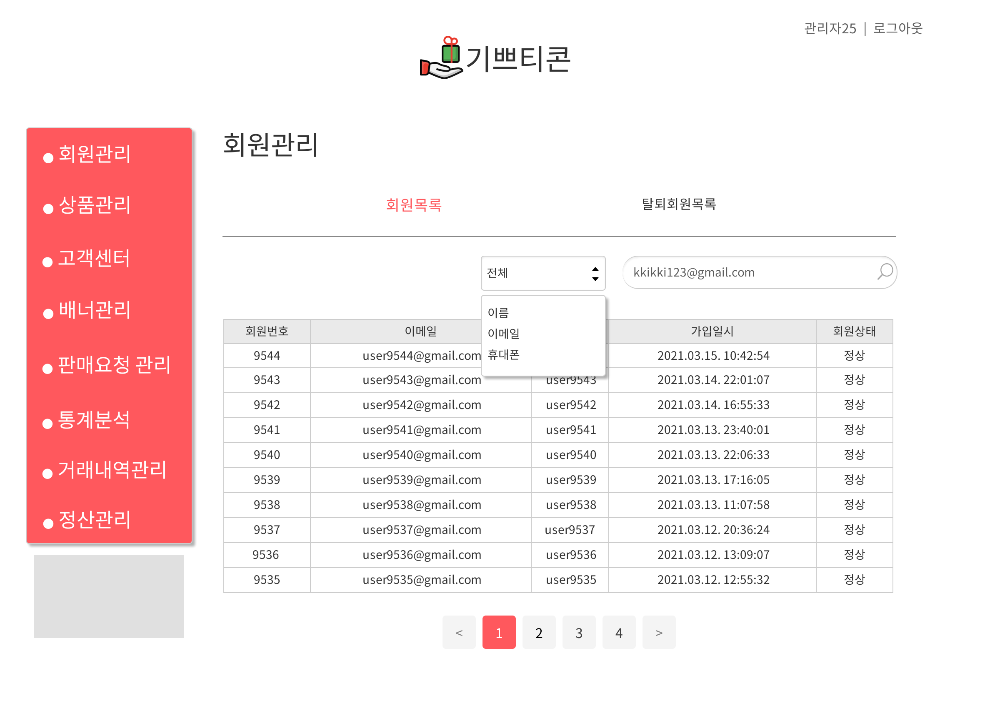 관리자25 | 로그아웃
기쁘티콘
회원관리
상품관리
고객센터
배너관리
판매요청 관리
통계분석
거래내역관리
정산관리
회원관리
회원목록 탈퇴회원목록
전체 kkikki123@gmail.com
이름
이메일
휴대폰
회원번호 이메일 가입일시 회원상태
9544 user9544@gmail.com 2021.03.15. 10:42:54 정상
9543 user9543@gmail.com user9543 2021.03.14. 22:01:07 정상
9542 user9542@gmail.com user9542 2021.03.14. 16:55:33 정상
9541 user9541@gmail.com user9541 2021.03.13. 23:40:01 정상
9540 user9540@gmail.com user9540 2021.03.13. 22:06:33 정상
9539 user9539@gmail.com user9539 2021.03.13. 17:16:05 정상
9538 user9538@gmail.com user9538 2021.03.13. 11:07:58 정상
9537 user9537@gmail.com user9537 2021.03.12. 20:36:24 정상
9536 user9536@gmail.com user9536 2021.03.12. 13:09:07 정상
9535 user9535@gmail.com user9535 2021.03.12. 12:55:32 정상
< 1 2 3 4 >